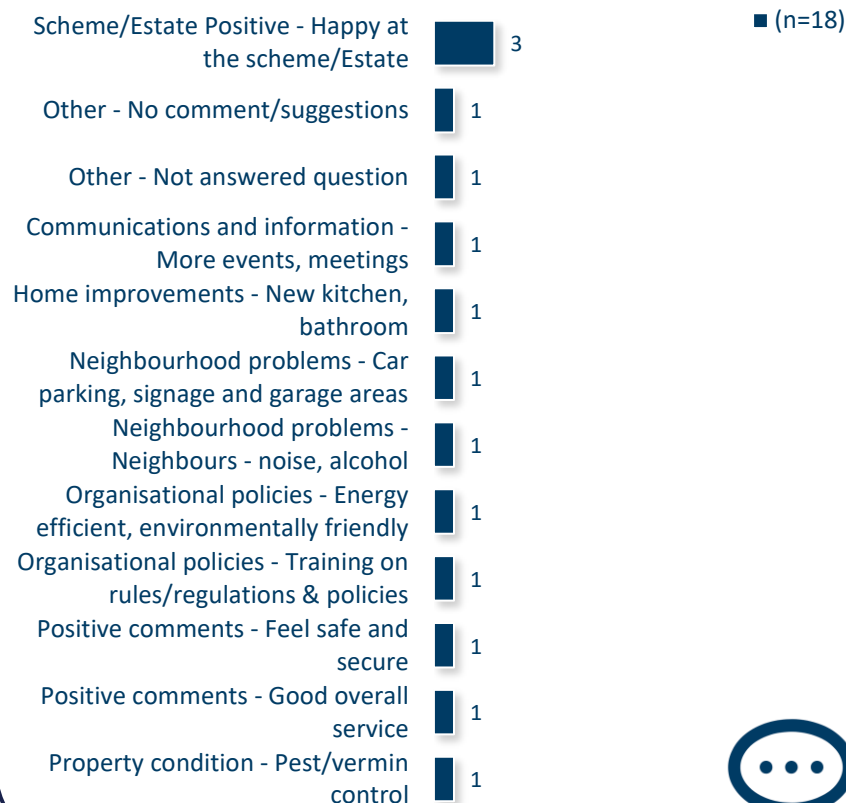 Scheme/Estate Positive - Happy at
the scheme/Estate
3
(n=18)
Other - No comment/suggestions
1
Other - Not answered question
1
Communications and information -
More events, meetings
1
Home improvements - New kitchen,
bathroom
1
Neighbourhood problems - Car
parking, signage and garage areas
1
Neighbourhood problems -
Neighbours - noise, alcohol
1
Organisational policies - Energy
efficient, environmentally friendly
1
Organisational policies - Training on
rules/regulations & policies
1
Positive comments - Feel safe and
secure
1
Positive comments - Good overall
service
1
Property condition - Pest/vermin
control
1